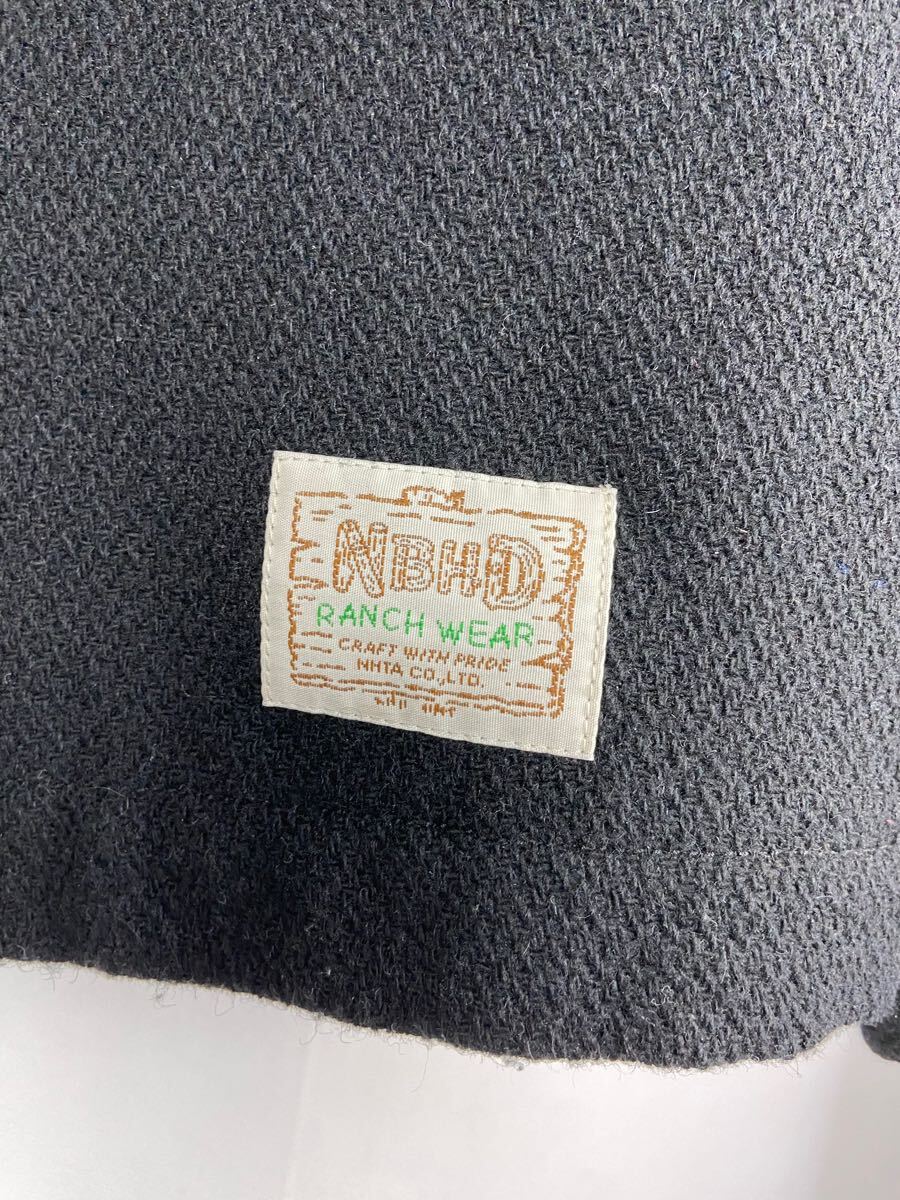 NBHD
RANCH WEAR
CRAFT WITH PRIDE
NHTA CO.,LTD.